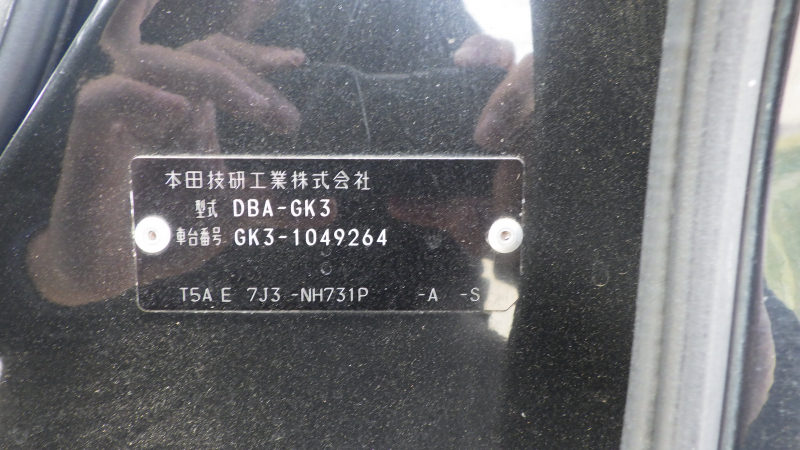 本田技研工業株式会社
型式 DBA-GK3
車台番号 GK3-1049264
T5A E 7J3 -NH731P -A -S